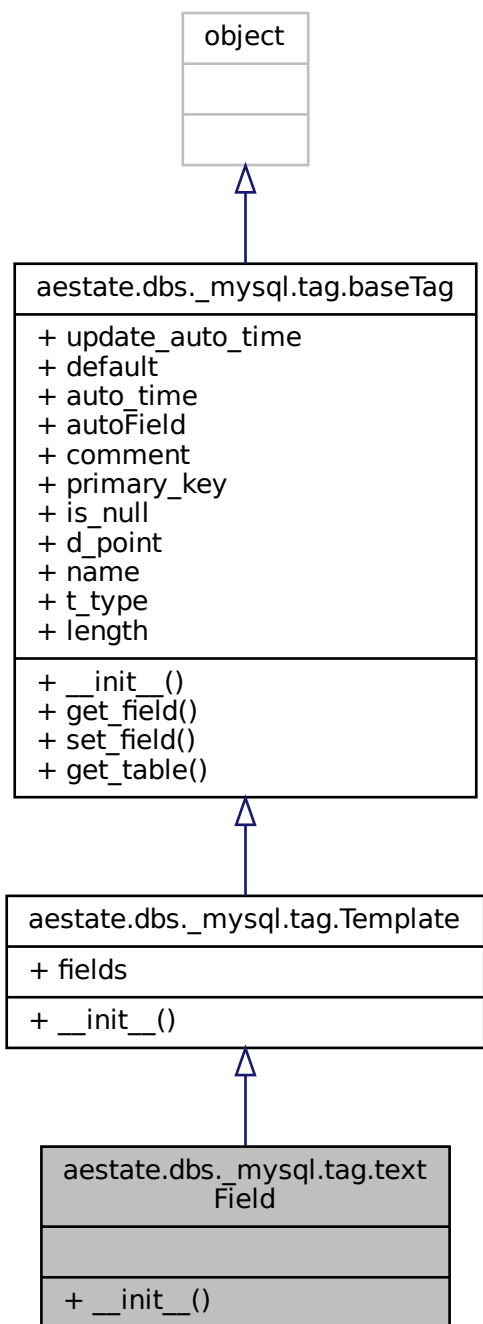 object
aestate.dbs._mysql.tag.baseTag
+ update_auto_time
+ default
+ auto_time
+ autoField
+ comment
+ primary_key
+ is_null
+ d_point
+ name
+ t_type
+ length
+ __init__()
+ get_field()
+ set_field()
+ get_table()
aestate.dbs._mysql.tag.Template
+ fields
+ __init__()
aestate.dbs._mysql.tag.text
Field
+ __init__()